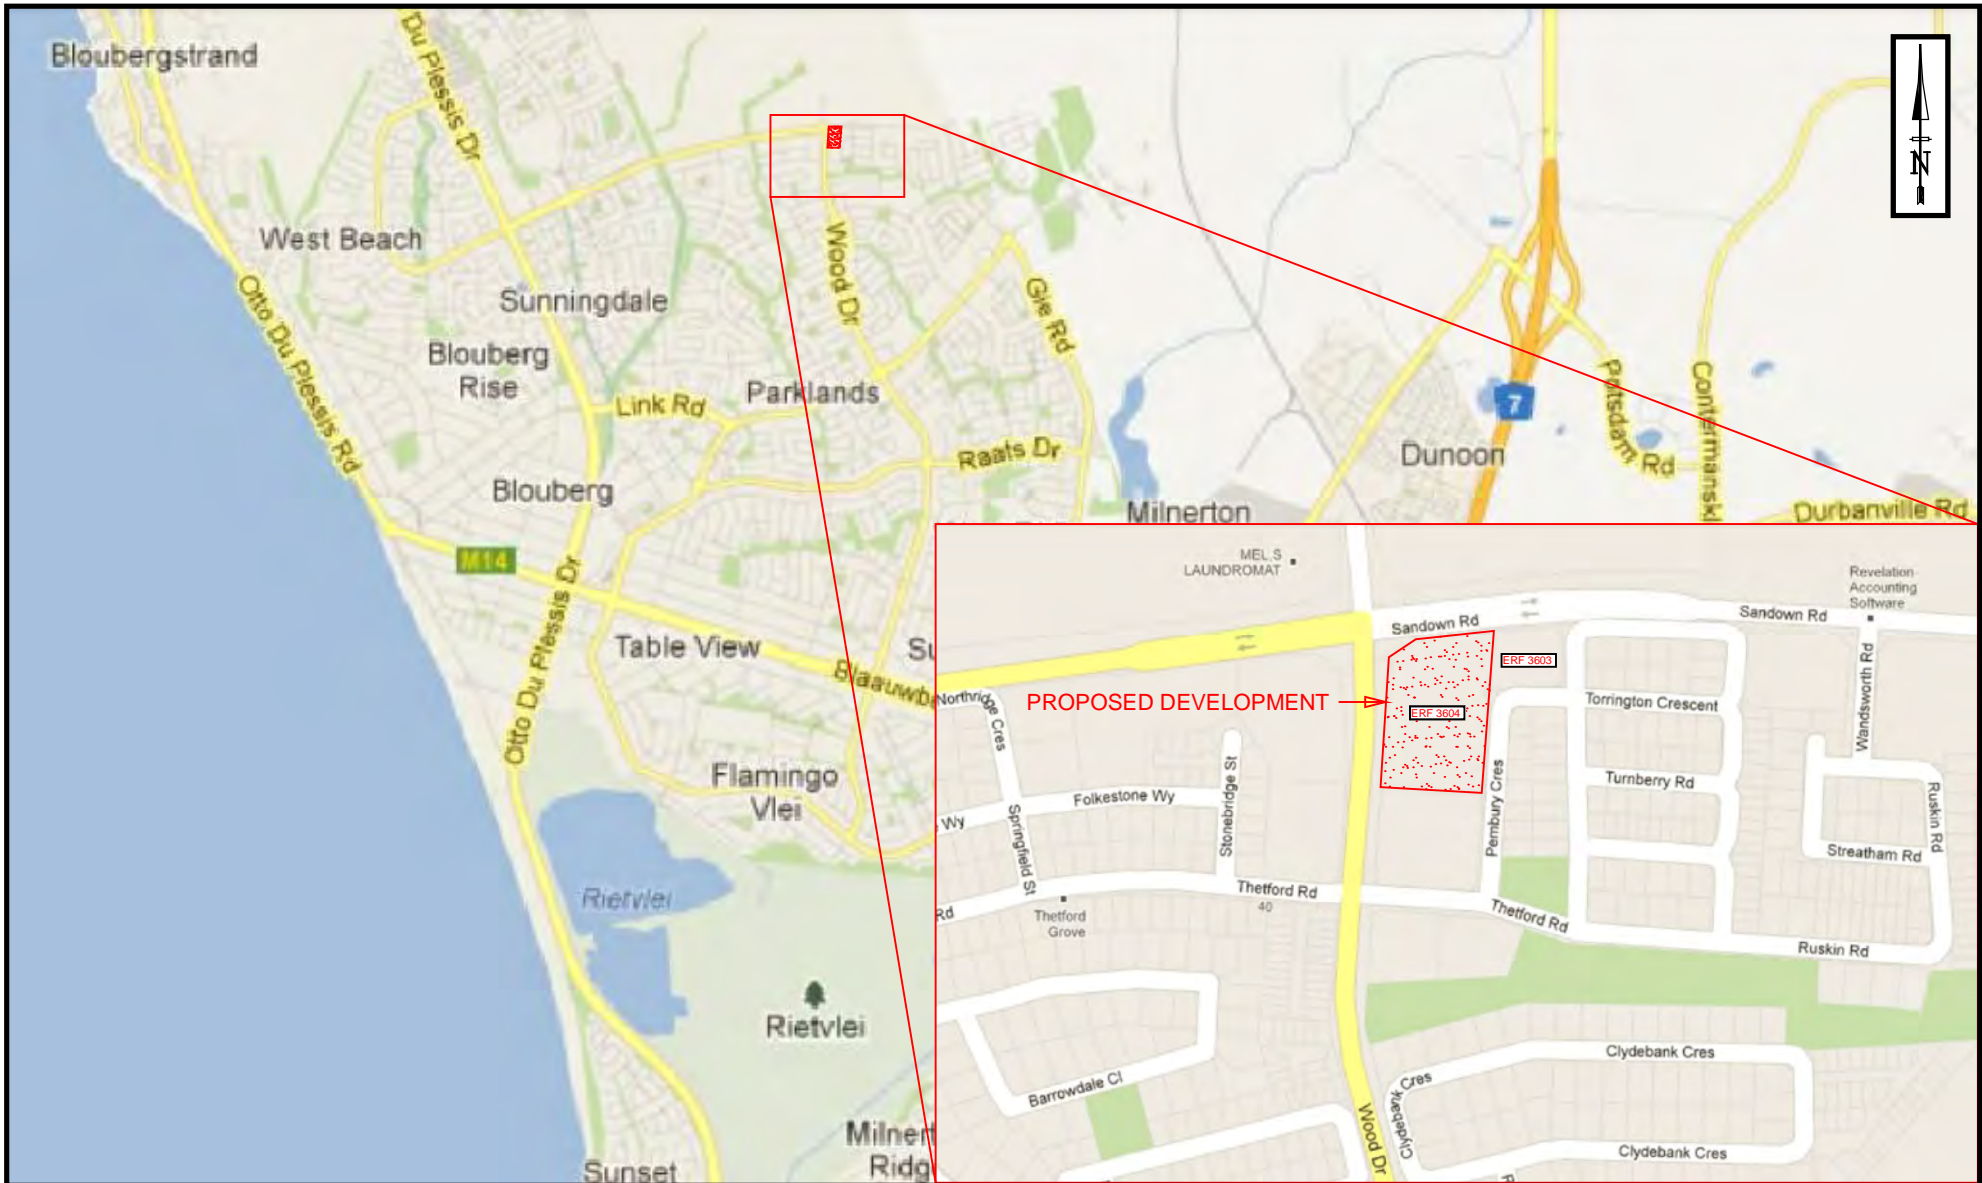 Bloubergstrand
Du Plessis Dr
N
West Beach
Wood Dr
Otto Du Plessis Rd
Sunningdale
Gie Rd
Blouberg
Rise
Link Rd
Parklands
7
Potsdam Rd
Contermanskl
Raats Dr
Dunoon
Blouberg
Milnerton
Durbanville Rd
M14
Otto Du Plessis Dr
Table View
Su
Blaauwbe
Flamingo
Vlei
Rietvlei
Rietvlei
Milnert
Ridg
Sunset
MEL,S
LAUNDROMAT
Revelation
Accounting
Software
Sandown Rd
Sandown Rd
ERF 3603
Wandsworth Rd
Northridge Cres
PROPOSED DEVELOPMENT
ERF 3604
Torrington Crescent
Stonebridge St
Pembury Cres
Turnberry Rd
Folkestone Wy
Wy
Springfield St
Ruskin Rd
Streatham Rd
Thetford Rd
40
Rd
Thetford
Grove
Thetford Rd
Ruskin Rd
Clydebank Cres
Clydebank Cres
Barrowdale Cl
Wood Dr
Clydebank Cres
R